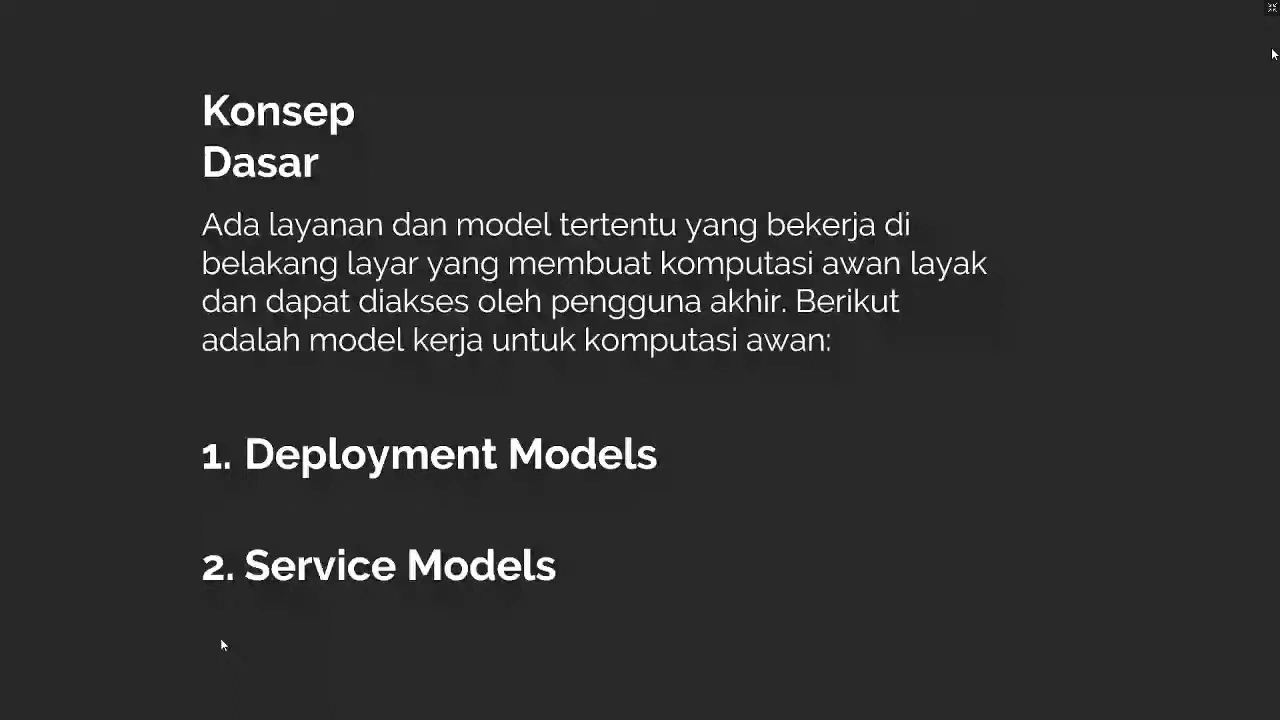 Konsep
Dasar
Ada layanan dan model tertentu yang bekerja di
belakang layar yang membuat komputasi awan layak
dan dapat diakses oleh pengguna akhir. Berikut
adalah model kerja untuk komputasi awan:
1. Deployment Models
2. Service Models